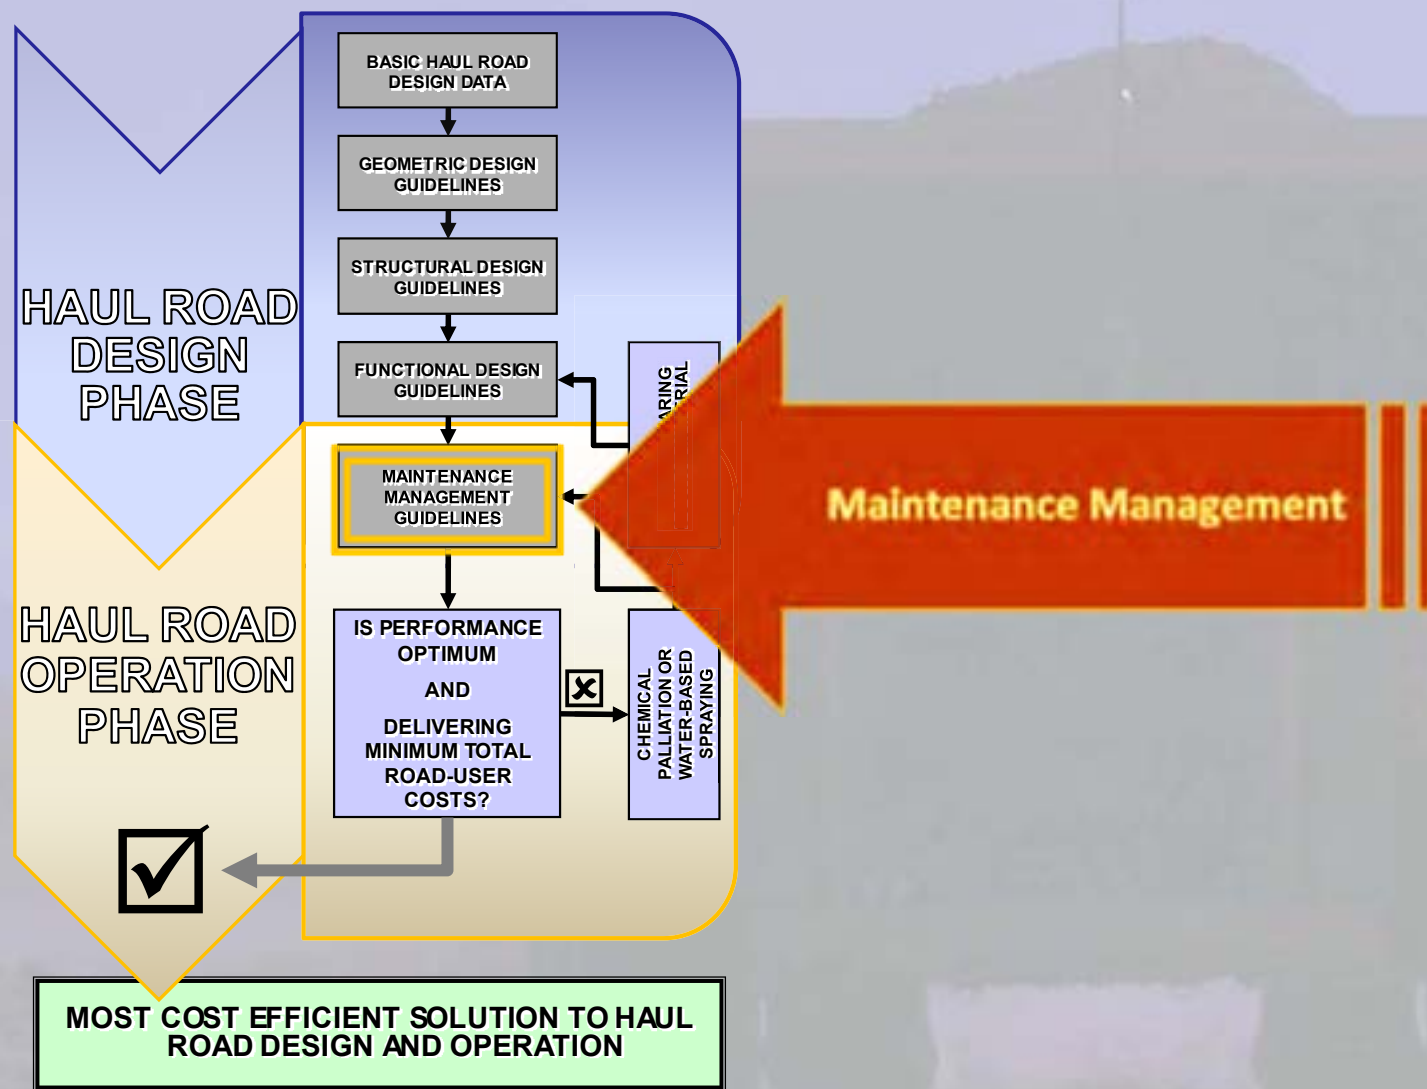 BASIC HAUL ROAD
DESIGN DATA
GEOMETRIC DESIGN
GUIDELINES
STRUCTURAL DESIGN
GUIDELINES
HAUL ROAD
DESIGN
PHASE
FUNCTIONAL DESIGN
GUIDELINES
MAINTENANCE
MANAGEMENT
GUIDELINES
Maintenance Management
HAUL ROAD
OPERATION
PHASE
IS PERFORMANCE
OPTIMUM
AND
DELIVERING
MINIMUM TOTAL
ROAD-USER
COSTS?
CHEMICAL
PALLIATION OR
WATER-BASED
SPRAYING
MOST COST EFFICIENT SOLUTION TO HAUL
ROAD DESIGN AND OPERATION